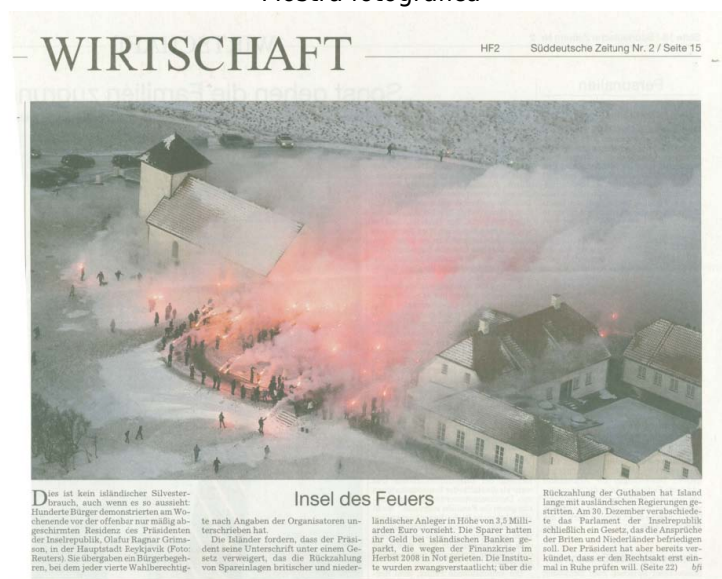 Mostra fotografica
WIRTSCHAFT
HF2 Süddeutsche Zeitung Nr. 2 / Seite 15
Insel des Feuers
Dies ist kein isländischer Silvester-
brauch, auch wenn es so aussieht:
Hunderte Bürger demonstrierten am Wo-
chenende vor der offenbar nur mäßig ab-
geschirmten Residenz des Präsidenten
der Inselrepublik, Olafur Ragnar Grims-
son, in der Hauptstadt Reykjavik (Foto:
Reuters). Sie übergaben ein Bürgerbegeh-
ren, bei dem jeder vierte Wahlberechtig-
te nach Angaben der Organisatoren un-
terschrieben hat.
Die Isländer fordern, dass der Präsi-
dent seine Unterschrift unter einem Ge-
setz verweigert, das die Rückzahlung
von Spareinlagen britischer und nieder-
ländischer Anleger in Höhe von 3,5 Milli-
arden Euro vorsieht. Die Sparer hatten
ihr Geld bei isländischen Banken ge-
parkt, die wegen der Finanzkrise im
Herbst 2008 in Not gerieten. Die Institu-
te wurden zwangsverstaatlicht; über die
Rückzahlung der Guthaben hat Island
lange mit ausländischen Regierungen ge-
stritten. Am 30. Dezember verabschiede-
te das Parlament der Inselrepublik
schließlich ein Gesetz, das die Ansprüche
der Briten und Niederländer befriedigen
soll. Der Präsident hat aber bereits ver-
kündet, dass er den Rechtsakt erst ein-
mal in Ruhe prüfen will. (Seite 22) bfi